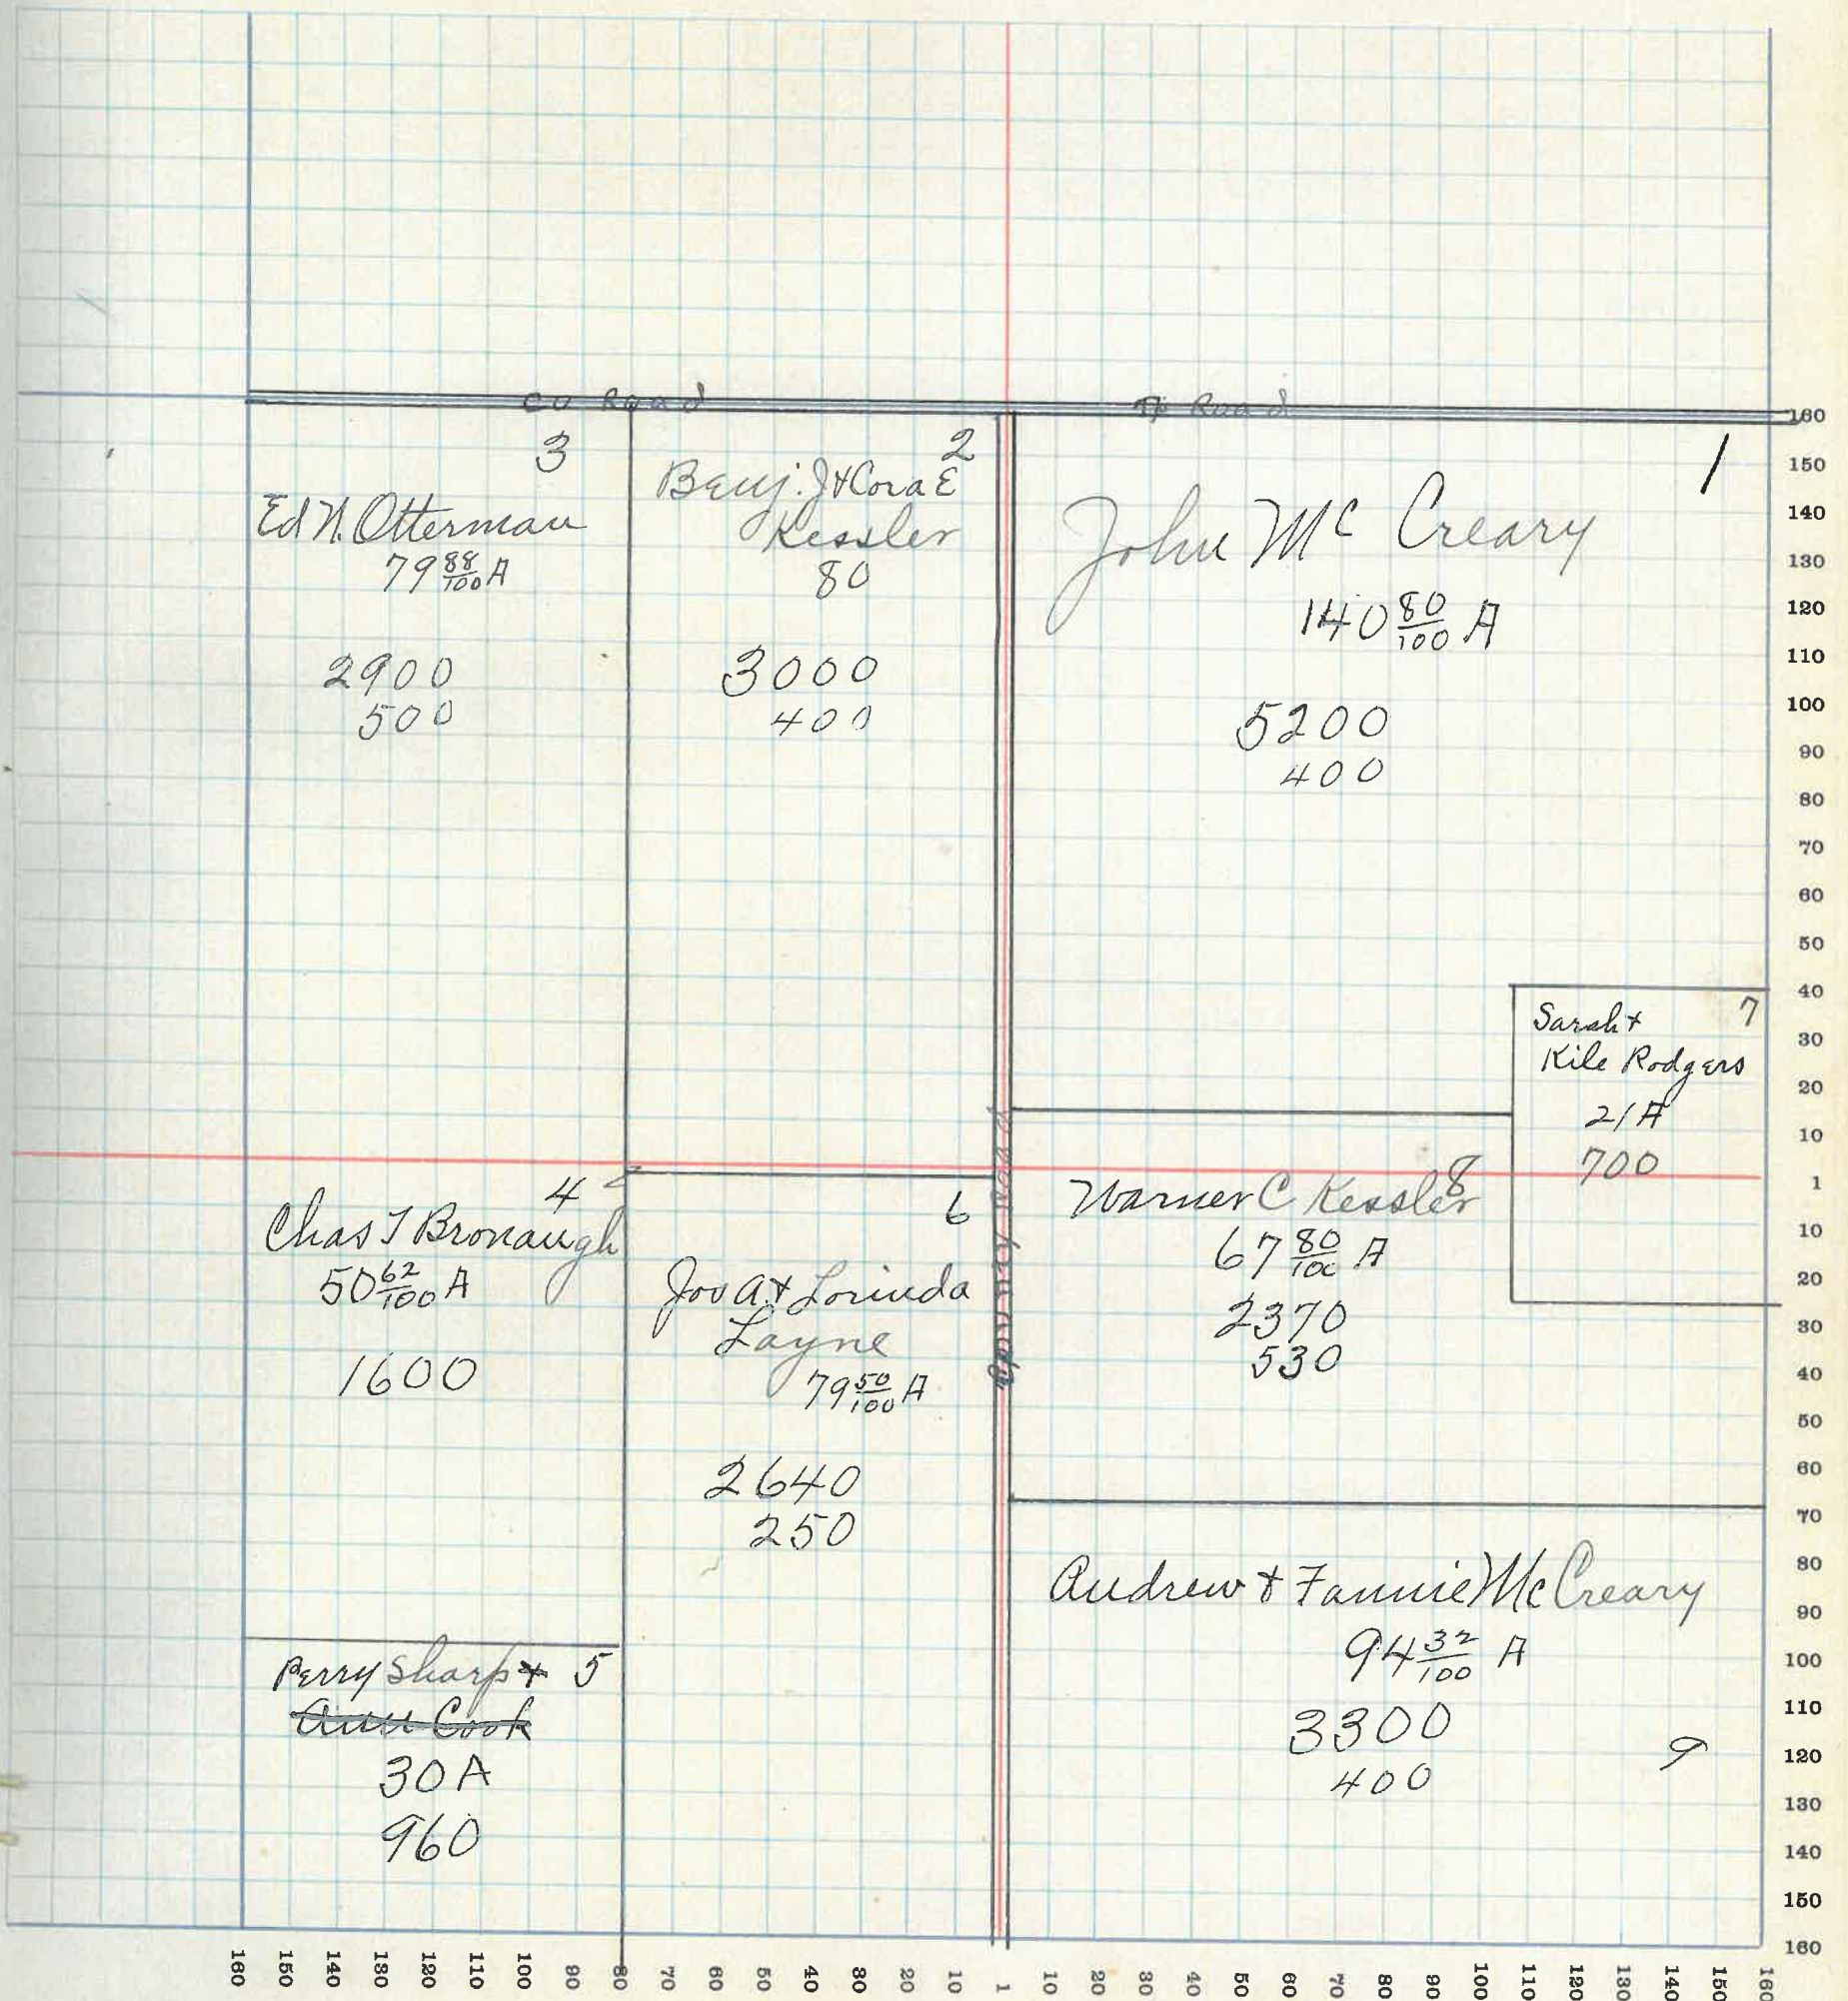 Co Road
Tp Road
3
Ed N. Otterman
79 88/100 A
2900
500
2
Benj. J + Cora E
Kessler
80
3000
400
1
John Mc Creary
140 80/100 A
5200
400
7
Sarah +
Kile Rodgers
21 A
700
4
Chas T Bronaugh
50 62/100 A
1600
6
Jos A. + Lorinda
Layne
79 50/100 A
2640
250
Road
8
Warner C Kessler
67 80/100 A
2370
530
Perry Sharp + 5
Ann Cook
30 A
960
Andrew + Fannie McCreary
94 32/100 A
3300
400
9
160
150
140
130
120
110
100
90
80
70
60
50
40
30
20
10
1
10
20
30
40
50
60
70
80
90
100
110
120
130
140
150
160
160 150 140 130 120 110 100 90 80 70 60 50 40 30 20 10 1 10 20 30 40 50 60 70 80 90 100 110 120 130 140 150 160